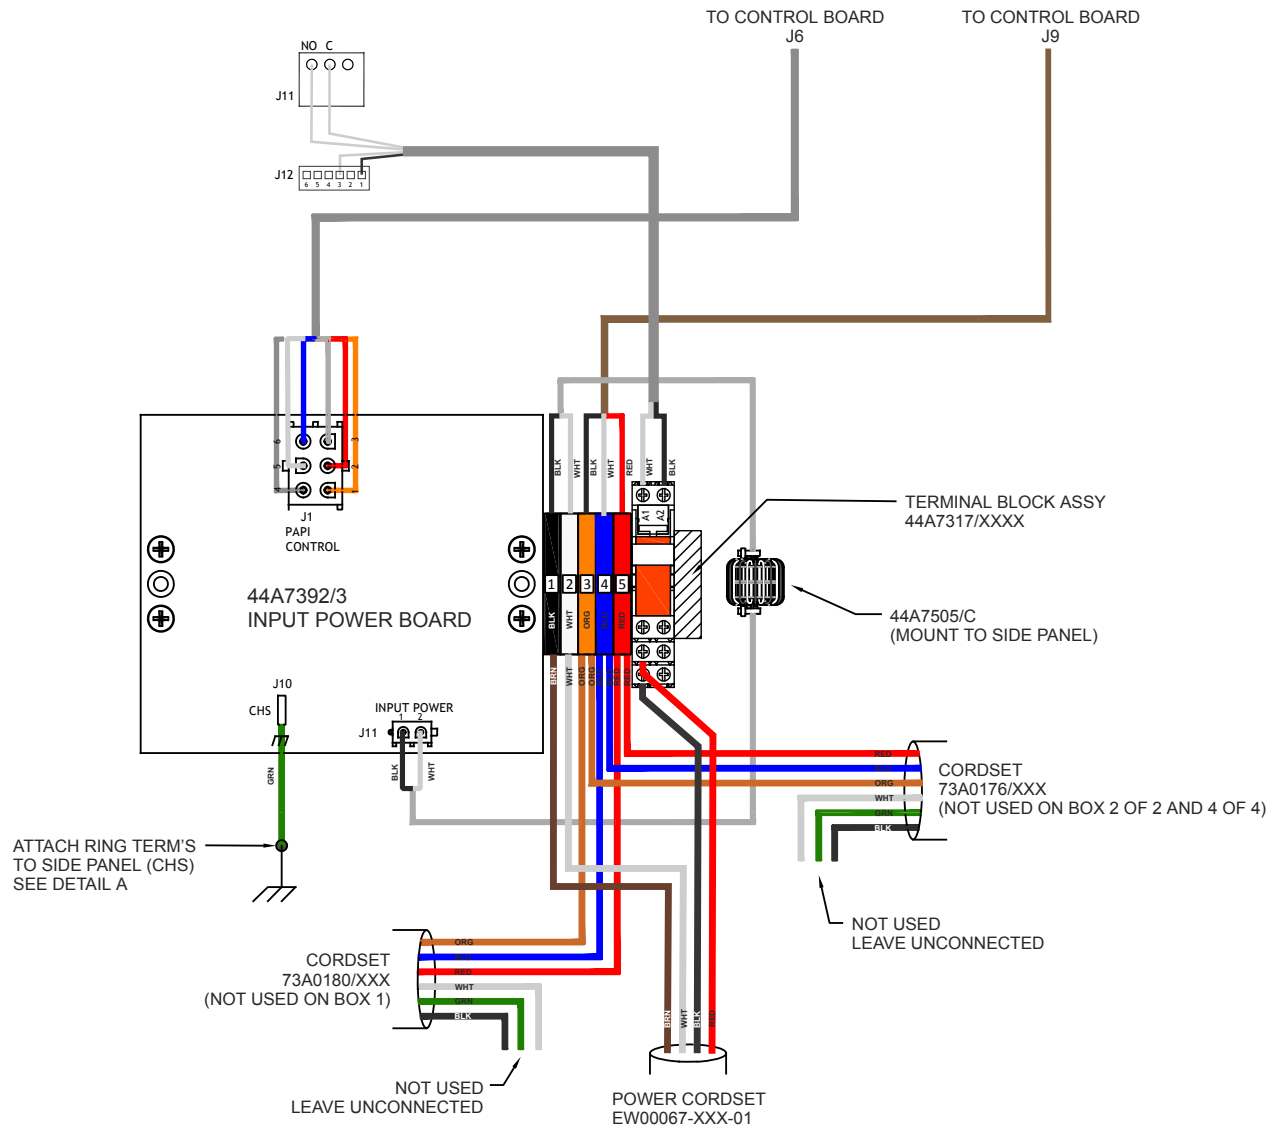 TO CONTROL BOARD
J6
TO CONTROL BOARD
J9
NO C
J11
J12
6 5 4 3 2 1
6
5
4
3
2
1
J1
PAPI
CONTROL
44A7392/3
INPUT POWER BOARD
BLK
WHT
BLK
WHT
RED
WHT
BLK
A1 A2
1 2 3 4 5
BLK
WHT
ORG
BLU
RED
BRN
WHT
ORG
ORG
RED
RED
TERMINAL BLOCK ASSY
44A7317/XXXX
44A7505/C
(MOUNT TO SIDE PANEL)
J10
CHS
GRN
INPUT POWER
1 2
J11
BLK
WHT
ATTACH RING TERM'S
TO SIDE PANEL (CHS)
SEE DETAIL A
RED
BLU
ORG
WHT
GRN
BLK
CORDSET
73A0176/XXX
(NOT USED ON BOX 2 OF 2 AND 4 OF 4)
NOT USED
LEAVE UNCONNECTED
CORDSET
73A0180/XXX
(NOT USED ON BOX 1)
ORG
BLU
RED
WHT
GRN
BLK
NOT USED
LEAVE UNCONNECTED
BRN
WHT
BLK
RED
POWER CORDSET
EW00067-XXX-01